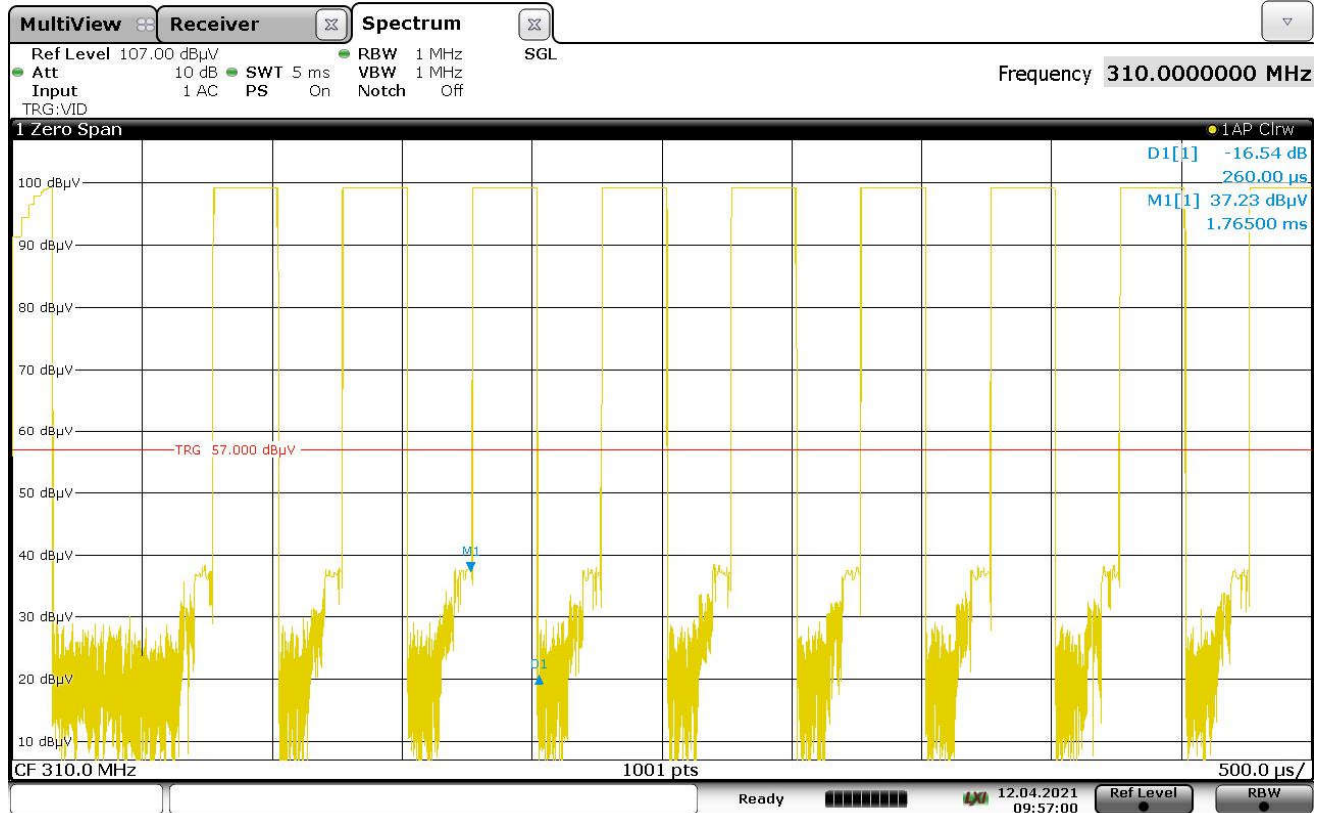 MultiView Receiver Spectrum
Ref Level 107.00 dBµV RBW 1 MHz SGL
Att 10 dB SWT 5 ms VBW 1 MHz
Input 1 AC PS On Notch Off
Frequency 310.0000000 MHz
TRG:VID
1 Zero Span 1AP Clrw
D1[1] -16.54 dB
260.00 µs
M1[1] 37.23 dBµV
1.76500 ms
100 dBµV
90 dBµV
80 dBµV
70 dBµV
60 dBµV
TRG 57.000 dBµV
50 dBµV
40 dBµV
M1
30 dBµV
D1
20 dBµV
10 dBµV
CF 310.0 MHz 1001 pts 500.0 µs/
Ready LXI 12.04.2021 Ref Level RBW
09:57:00